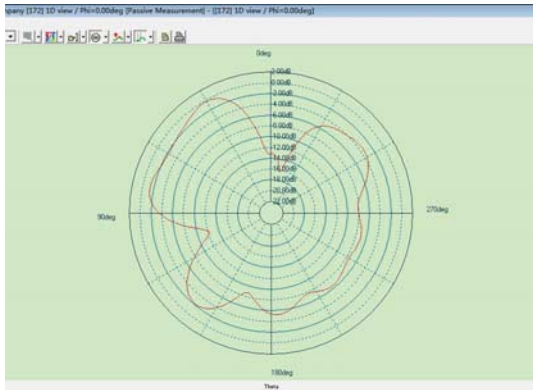 mpany [172] 1D view / Phi=0.00deg [Passive Measurement] - [[172] 1D view / Phi=0.00deg]
0deg
2.00dB
0.00dB
-2.00dB
-4.00dB
-6.00dB
-8.00dB
-10.00dB
-12.00dB
-14.00dB
-16.00dB
-18.00dB
-20.00dB
-22.00dB
90deg
270deg
180deg
Theta